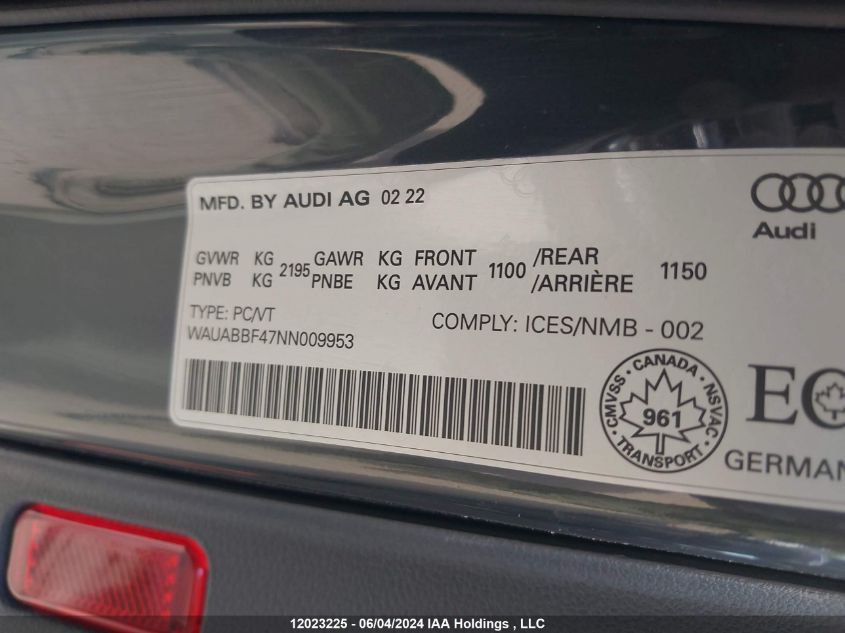 MFD. BY AUDI AG 02 22
Audi
GVWR KG 2195 GAWR KG FRONT 1100 /REAR 1150
PNVB KG PNBE KG AVANT /ARRIÈRE
TYPE: PC/VT
COMPLY: ICES/NMB - 002
WAUABBF47NN009953
CMVSS · CANADA · NSVAC
961
TRANSPORT
GERMAN
12023225 - 06/04/2024 IAA Holdings , LLC